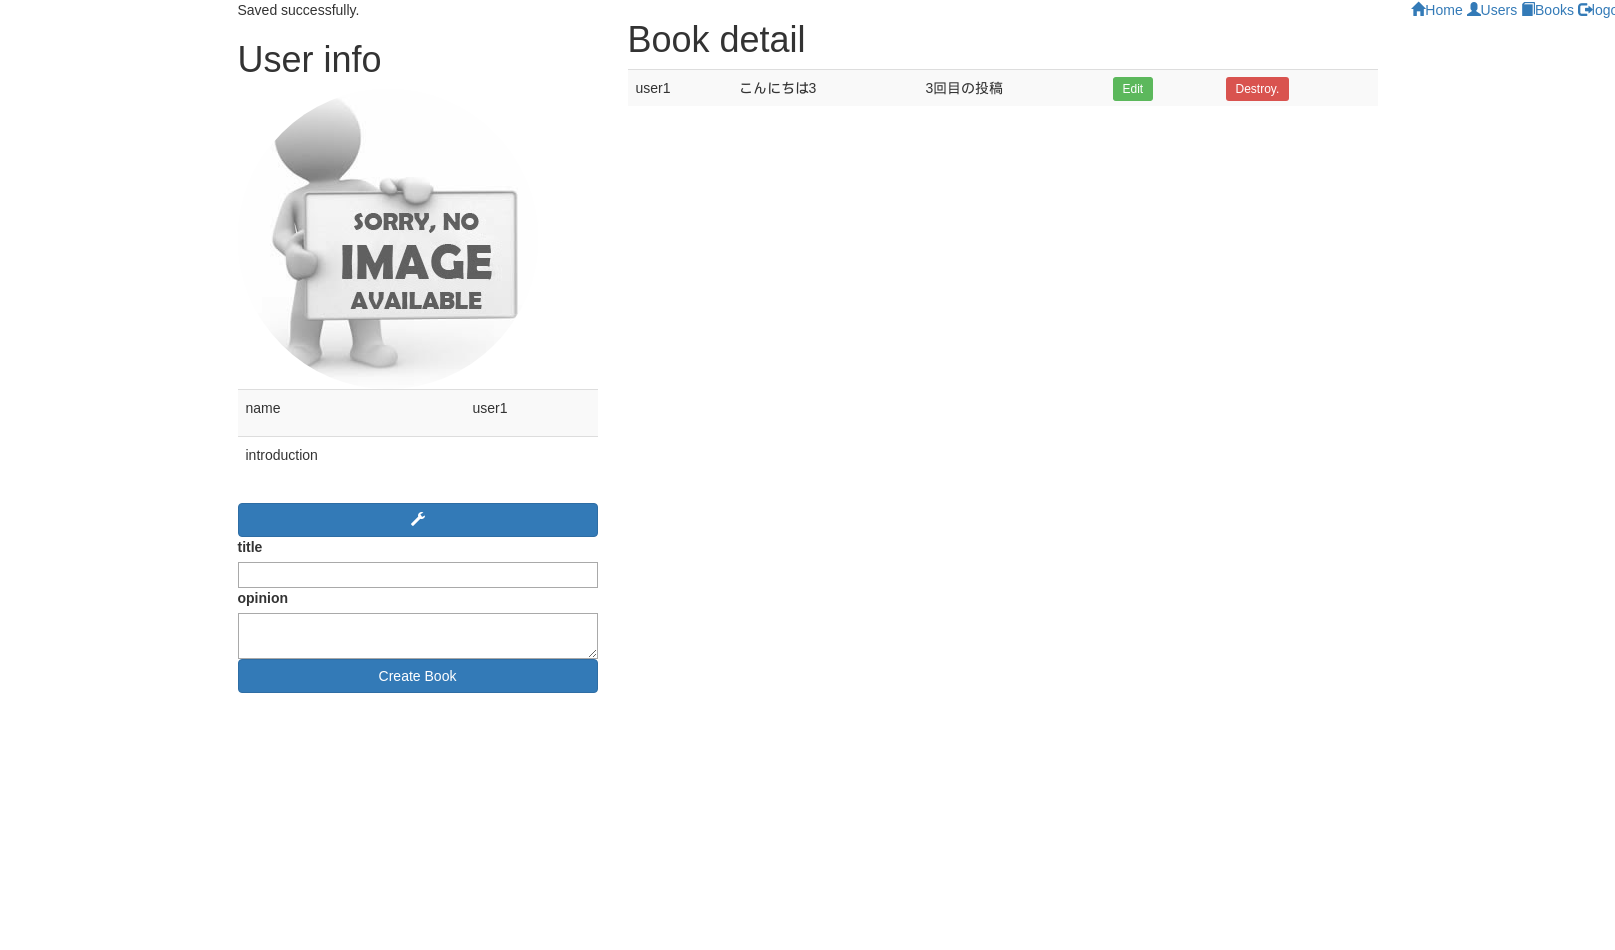 Saved successfully.
Home Users Books logo
User info
SORRY, NO
IMAGE
AVAILABLE
name user1
introduction
title
opinion
Create Book
Book detail
user1 こんにちは3 3回目の投稿 Edit Destroy.